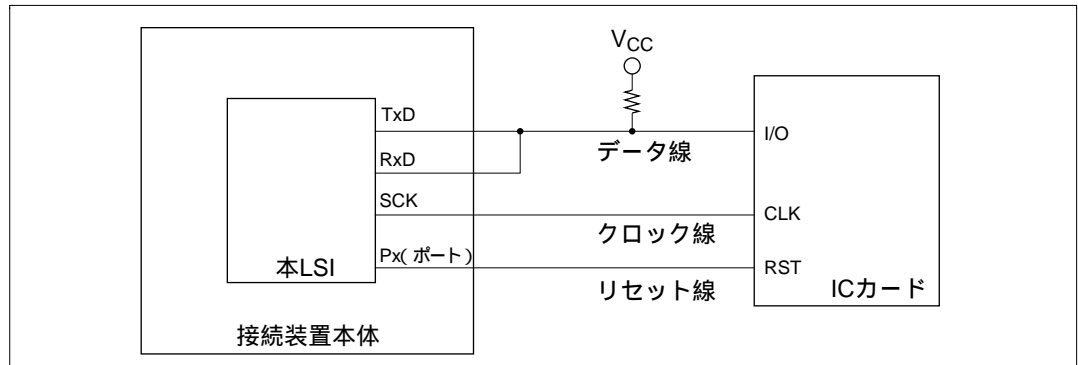 VCC
TxD
I/O
データ線
RxD
SCK
CLK
クロック線
Px(ポート)
RST
本LSI
リセット線
ICカード
接続装置本体